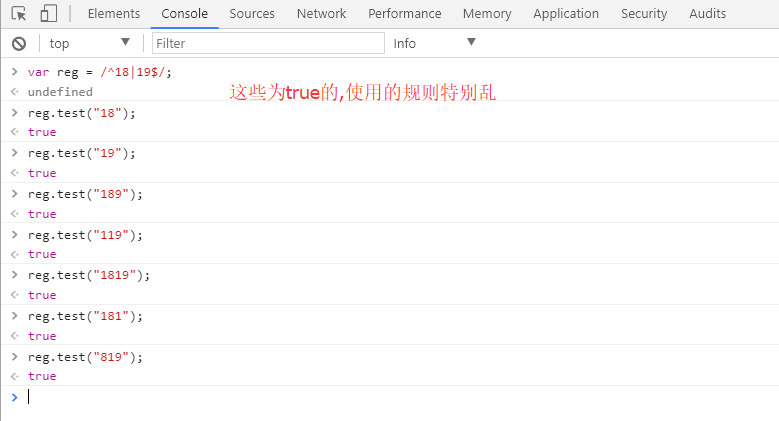 Elements Console Sources Network Performance Memory Application Security Audits
top Filter Info
var reg = /^18|19$/;
undefined 这些为true的,使用的规则特别乱
reg.test("18");
true
reg.test("19");
true
reg.test("189");
true
reg.test("119");
true
reg.test("1819");
true
reg.test("181");
true
reg.test("819");
true